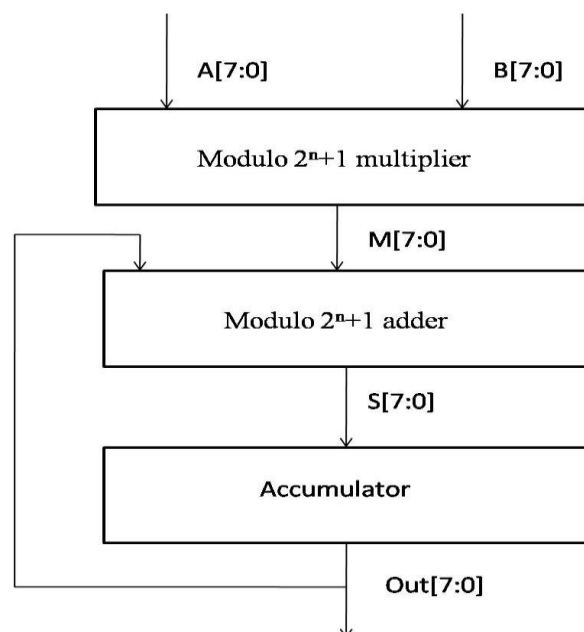 A[7:0]
B[7:0]
Modulo 2ⁿ+1 multiplier
M[7:0]
Modulo 2ⁿ+1 adder
S[7:0]
Accumulator
Out[7:0]